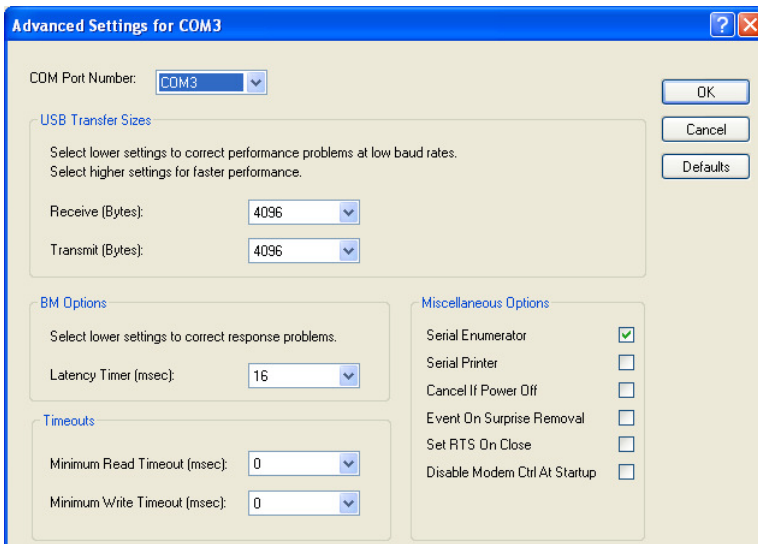 Advanced Settings for COM3
COM Port Number: COM3
OK
USB Transfer Sizes
Cancel
Select lower settings to correct performance problems at low baud rates.
Select higher settings for faster performance.
Defaults
Receive (Bytes): 4096
Transmit (Bytes): 4096
BM Options
Select lower settings to correct response problems.
Latency Timer (msec): 16
Timeouts
Minimum Read Timeout (msec): 0
Minimum Write Timeout (msec): 0
Miscellaneous Options
Serial Enumerator
Serial Printer
Cancel If Power Off
Event On Surprise Removal
Set RTS On Close
Disable Modem Ctrl At Startup